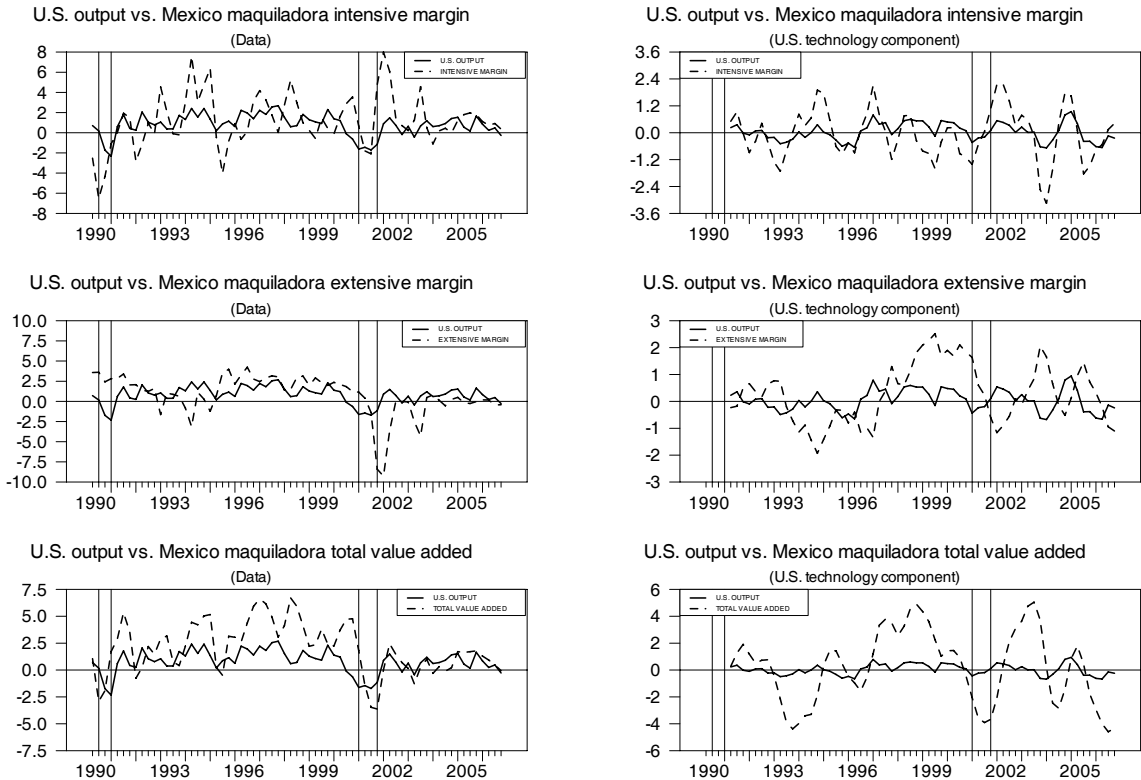 U.S. output vs. Mexico maquiladora intensive margin
(Data)
8
6
4
2
0
-2
-4
-6
-8
U.S. OUTPUT
INTENSIVE MARGIN
1990 1993 1996 1999 2002 2005
U.S. output vs. Mexico maquiladora intensive margin
(U.S. technology component)
3.6
2.4
1.2
0.0
-1.2
-2.4
-3.6
U.S. OUTPUT
INTENSIVE MARGIN
1990 1993 1996 1999 2002 2005
U.S. output vs. Mexico maquiladora extensive margin
(Data)
10.0
7.5
5.0
2.5
0.0
-2.5
-5.0
-7.5
-10.0
U.S. OUTPUT
EXTENSIVE MARGIN
1990 1993 1996 1999 2002 2005
U.S. output vs. Mexico maquiladora extensive margin
(U.S. technology component)
3
2
1
0
-1
-2
-3
U.S. OUTPUT
EXTENSIVE MARGIN
1990 1993 1996 1999 2002 2005
U.S. output vs. Mexico maquiladora total value added
(Data)
7.5
5.0
2.5
0.0
-2.5
-5.0
-7.5
U.S. OUTPUT
TOTAL VALUE ADDED
1990 1993 1996 1999 2002 2005
U.S. output vs. Mexico maquiladora total value added
(U.S. technology component)
6
4
2
0
-2
-4
-6
U.S. OUTPUT
TOTAL VALUE ADDED
1990 1993 1996 1999 2002 2005